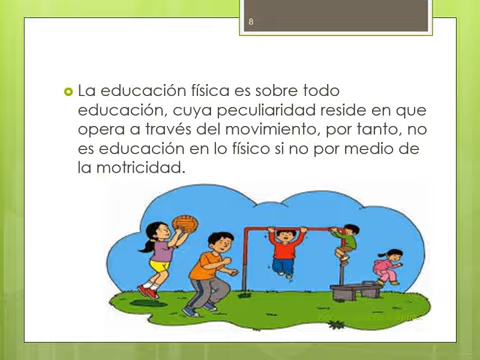 8
La educación física es sobre todo
educación, cuya peculiaridad reside en que
opera a través del movimiento, por tanto, no
es educación en lo físico si no por medio de
la motricidad.